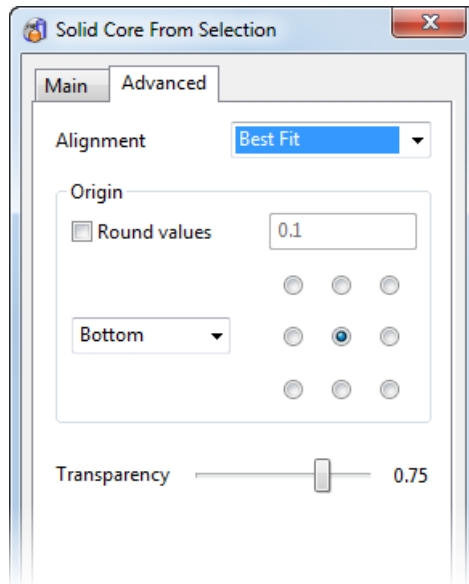 Solid Core From Selection
Main
Advanced
Alignment
Best Fit
Origin
Round values
0.1
Bottom
Transparency
0.75